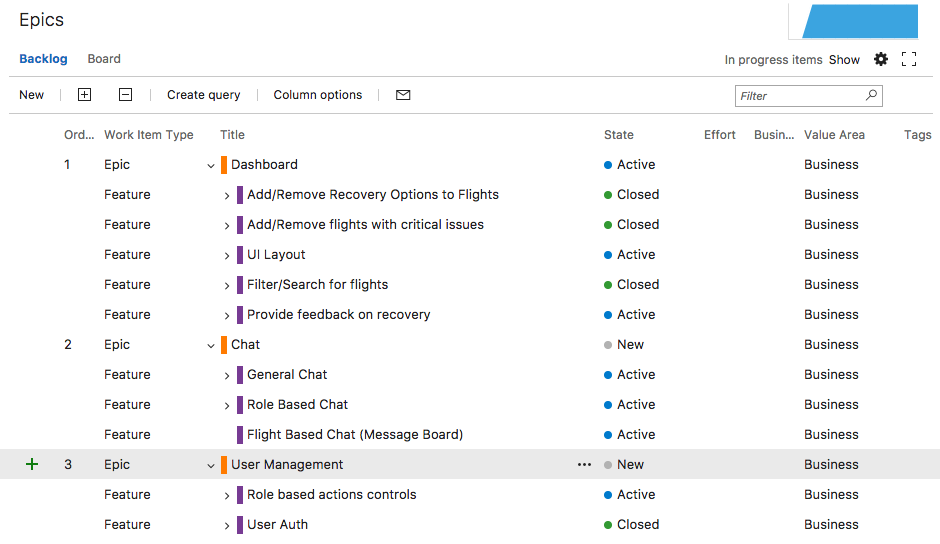 Epics
Backlog Board In progress items Show
New Create query Column options Filter
Ord... Work Item Type Title State Effort Busin... Value Area Tags
1 Epic Dashboard Active Business
Feature Add/Remove Recovery Options to Flights Closed Business
Feature Add/Remove flights with critical issues Closed Business
Feature UI Layout Active Business
Feature Filter/Search for flights Closed Business
Feature Provide feedback on recovery Active Business
2 Epic Chat New Business
Feature General Chat Active Business
Feature Role Based Chat Active Business
Feature Flight Based Chat (Message Board) Active Business
3 Epic User Management ... New Business
Feature Role based actions controls Active Business
Feature User Auth Closed Business